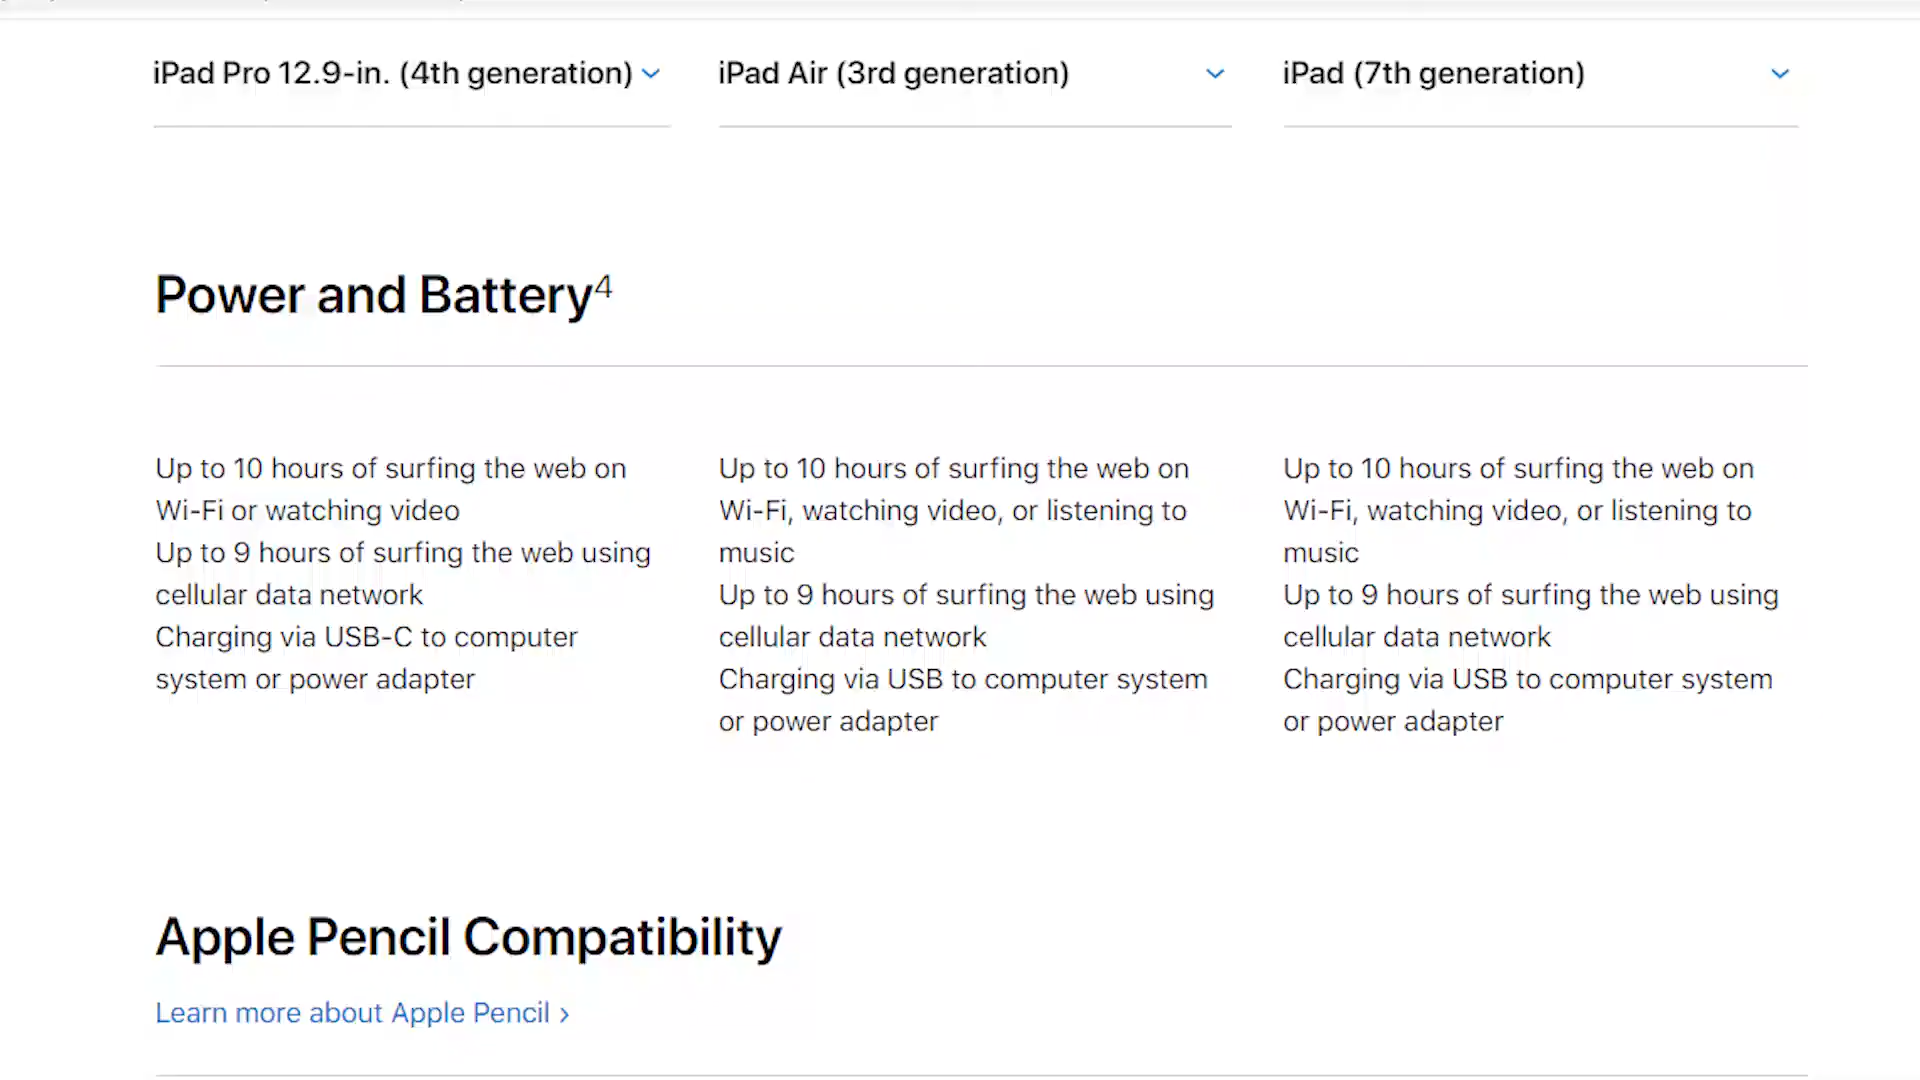 iPad Pro 12.9-in. (4th generation)
iPad Air (3rd generation)
iPad (7th generation)
Power and Battery4
Up to 10 hours of surfing the web on
Wi-Fi or watching video
Up to 9 hours of surfing the web using
cellular data network
Charging via USB-C to computer
system or power adapter
Up to 10 hours of surfing the web on
Wi-Fi, watching video, or listening to
music
Up to 9 hours of surfing the web using
cellular data network
Charging via USB to computer system
or power adapter
Up to 10 hours of surfing the web on
Wi-Fi, watching video, or listening to
music
Up to 9 hours of surfing the web using
cellular data network
Charging via USB to computer system
or power adapter
Apple Pencil Compatibility
Learn more about Apple Pencil >